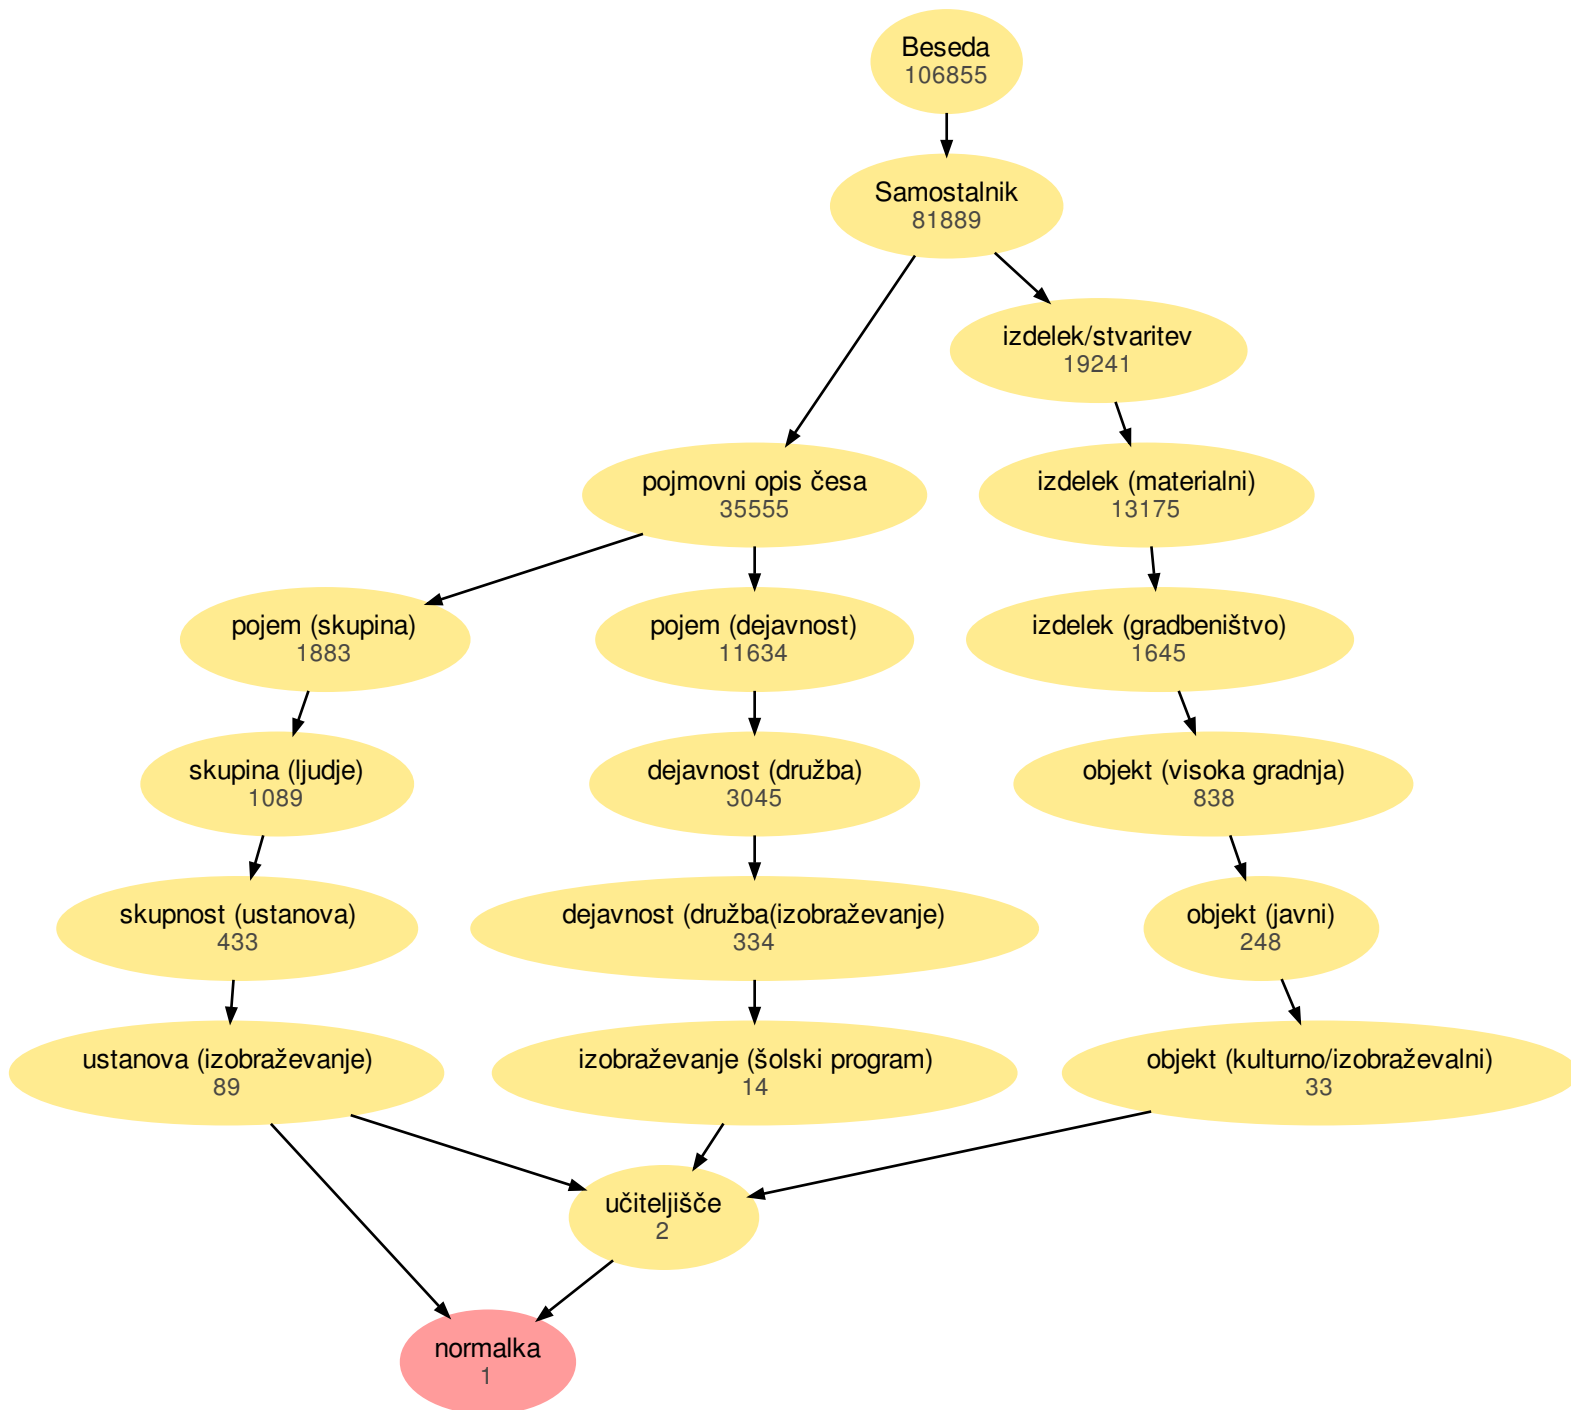 Beseda
106855
Samostalnik
81889
izdelek/stvaritev
19241
pojmovni opis česa
35555
izdelek (materialni)
13175
pojem (skupina)
1883
pojem (dejavnost)
11634
izdelek (gradbeništvo)
1645
skupina (ljudje)
1089
dejavnost (družba)
3045
objekt (visoka gradnja)
838
skupnost (ustanova)
433
dejavnost (družba(izobraževanje)
334
objekt (javni)
248
ustanova (izobraževanje)
89
izobraževanje (šolski program)
14
objekt (kulturno/izobraževalni)
33
učiteljišče
2
normalka
1